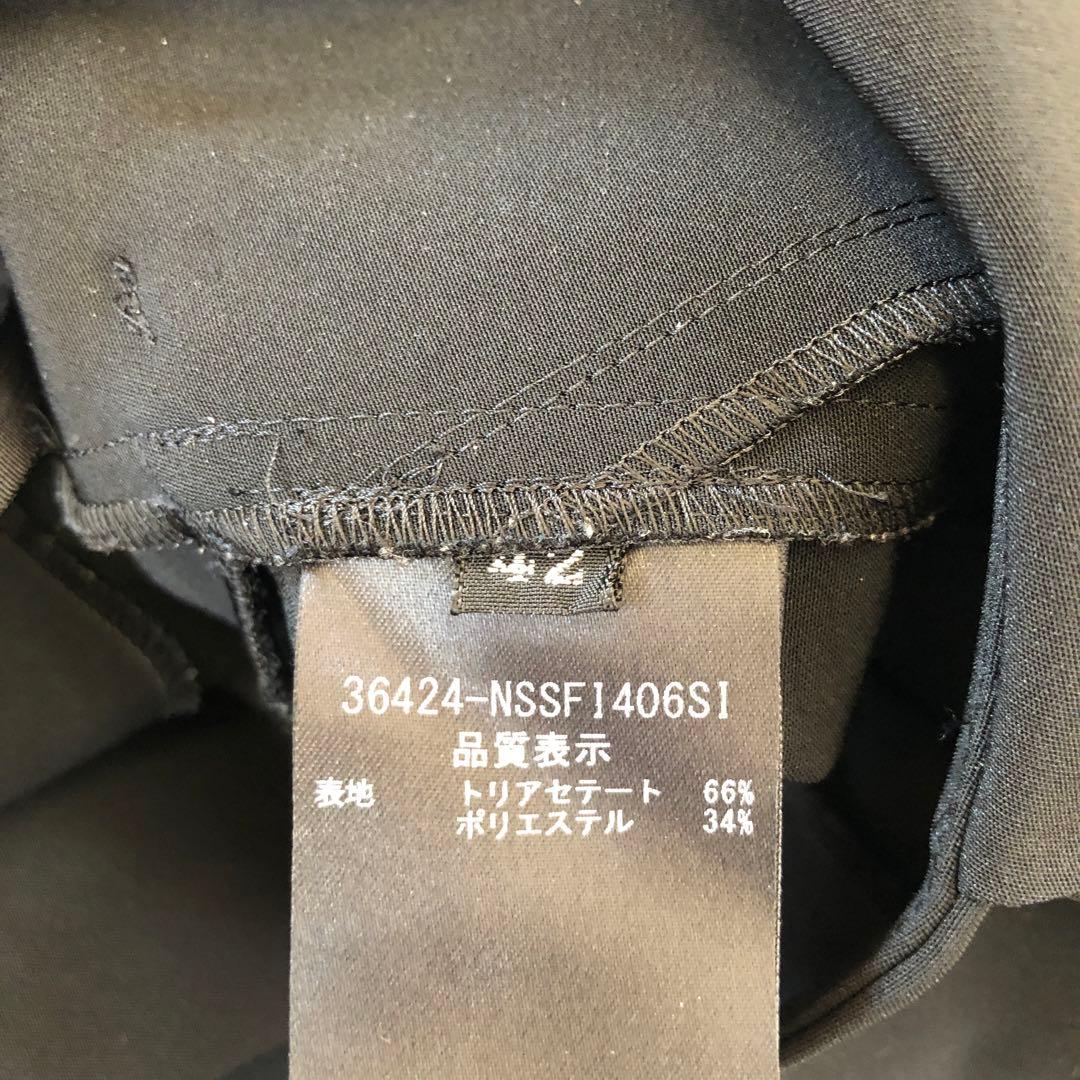 42
36424-NSSFI406SI
品質表示
表地 トリアセテート 66%
ポリエステル 34%